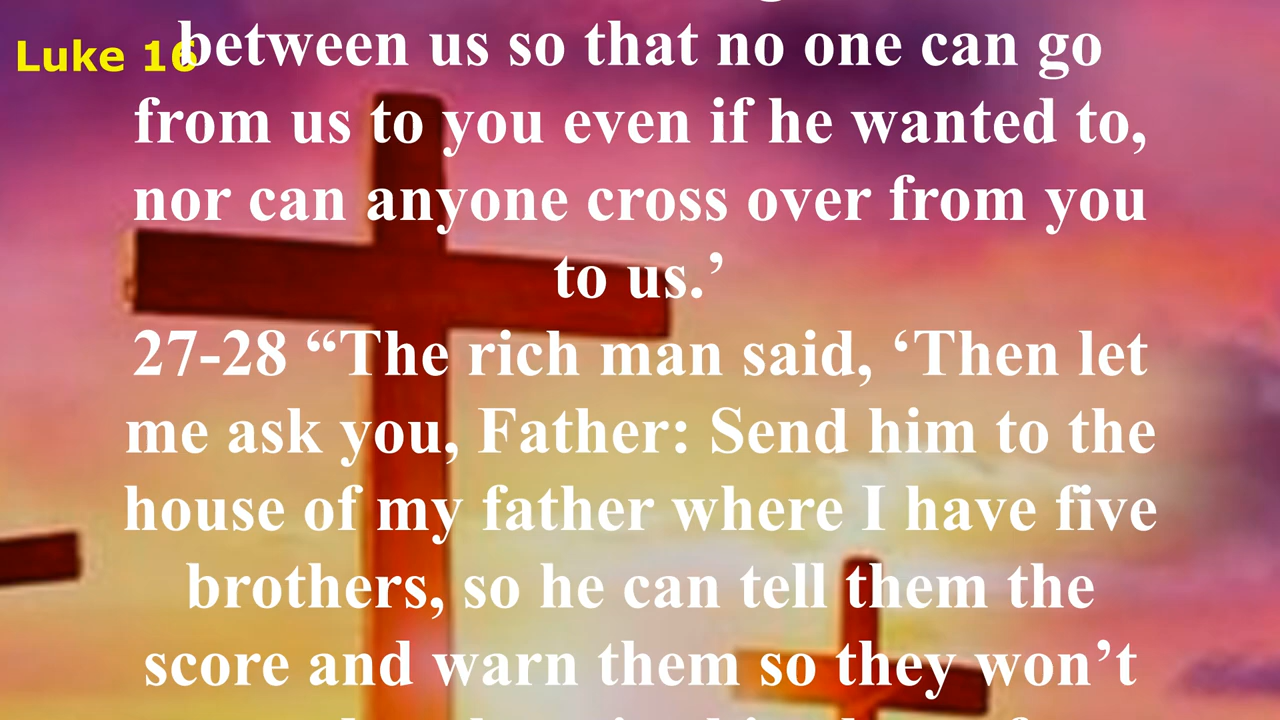 Luke 16
between us so that no one can go
from us to you even if he wanted to,
nor can anyone cross over from you
to us.’
27-28 “The rich man said, ‘Then let
me ask you, Father: Send him to the
house of my father where I have five
brothers, so he can tell them the
score and warn them so they won’t